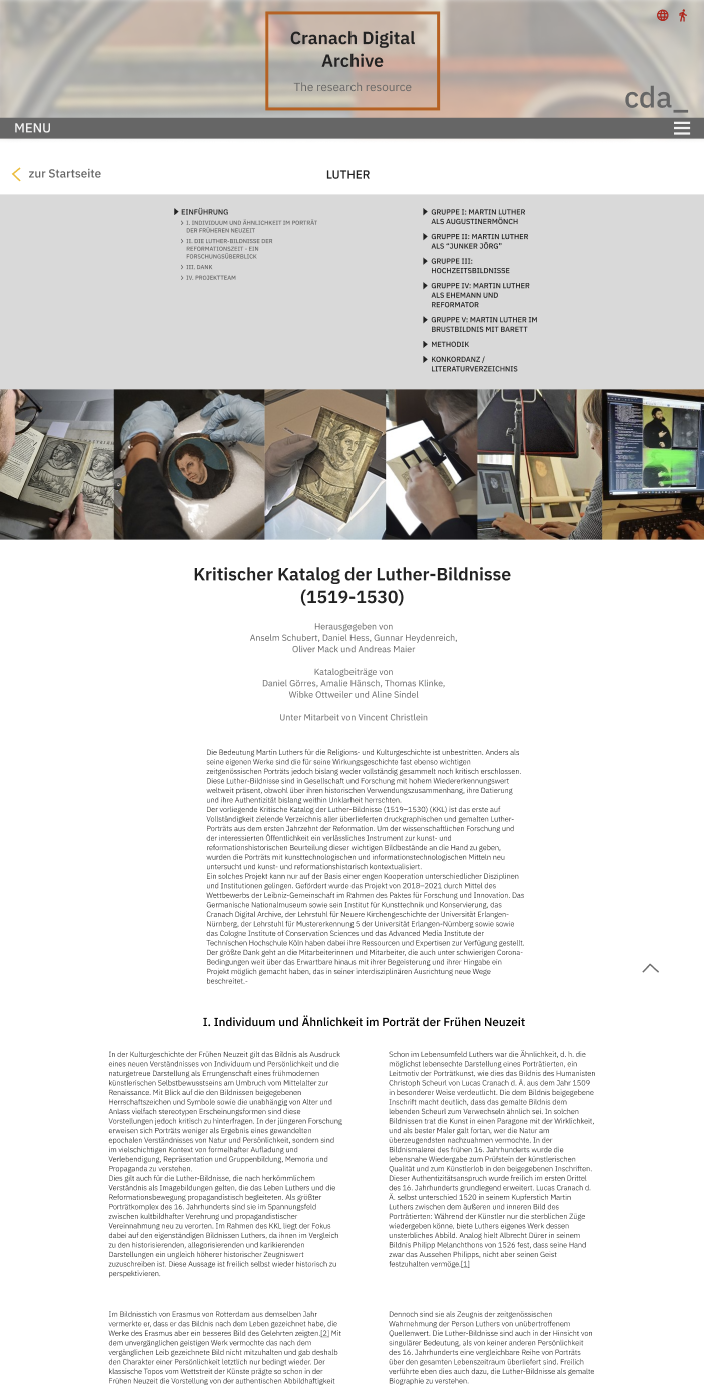 Cranach Digital
Archive
The research resource
cda_
MENU
zur Startseite
LUTHER
EINFÜHRUNG
I. INDIVIDUUM UND ÄHNLICHKEIT IM PORTRÄT
DER FRÜHEREN NEUZEIT
II. DIE LUTHER-BILDNISSE DER
REFORMATIONSZEIT - EIN
FORSCHUNGSÜBERBLICK
III. DANK
IV. PROJEKTTEAM
GRUPPE I: MARTIN LUTHER
ALS AUGUSTINERMÖNCH
GRUPPE II: MARTIN LUTHER
ALS "JUNKER JÖRG"
GRUPPE III:
HOCHZEITSBILDNISSE
GRUPPE IV: MARTIN LUTHER
ALS EHEMANN UND
REFORMATOR
GRUPPE V: MARTIN LUTHER IM
BRUSTBILDNIS MIT BARETT
METHODIK
KONKORDANZ /
LITERATURVERZEICHNIS
Kritischer Katalog der Luther-Bildnisse
(1519-1530)
Herausgegeben von
Anselm Schubert, Daniel Hess, Gunnar Heydenreich,
Oliver Mack und Andreas Maier
Katalogbeiträge von
Daniel Görres, Amalie Hänsch, Thomas Klinke,
Wibke Ottweiler und Aline Sindel
Unter Mitarbeit von Vincent Christlein
Die Bedeutung Martin Luthers für die Religions- und Kulturgeschichte ist unbestritten. Anders als
seine eigenen Werke sind die für seine Wirkungsgeschichte fast ebenso wichtigen
zeitgenössischen Porträts jedoch bislang weder vollständig gesammelt noch kritisch erschlossen.
Diese Luther-Bildnisse sind in Gesellschaft und Forschung mit hohem Wiedererkennungswert
weltweit präsent, obwohl über ihren historischen Verwendungszusammenhang, ihre Datierung
und ihre Authentizität bislang weithin Unklarheit herrschten.
Der vorliegende Kritische Katalog der Luther-Bildnisse (1519–1530) (KKL) ist das erste auf
Vollständigkeit zielende Verzeichnis aller überlieferten druckgraphischen und gemalten Luther-
Porträts aus dem ersten Jahrzehnt der Reformation. Um der wissenschaftlichen Forschung und
der interessierten Öffentlichkeit ein verlässliches Instrument zur kunst- und
reformationshistorischen Beurteilung dieser wichtigen Bildbestände an die Hand zu geben,
wurden die Porträts mit kunsttechnologischen und informationstechnologischen Mitteln neu
untersucht und kunst- und reformationshistorisch kontextualisiert.
Ein solches Projekt kann nur auf der Basis einer engen Kooperation unterschiedlicher Disziplinen
und Institutionen gelingen. Gefördert wurde das Projekt von 2018–2021 durch Mittel des
Wettbewerbs der Leibniz-Gemeinschaft im Rahmen des Paktes für Forschung und Innovation. Das
Germanische Nationalmuseum sowie sein Institut für Kunsttechnik und Konservierung, das
Cranach Digital Archive, der Lehrstuhl für Neuere Kirchengeschichte der Universität Erlangen-
Nürnberg, der Lehrstuhl für Mustererkennung 5 der Universität Erlangen-Nürnberg sowie sowie
das Cologne Institute of Conservation Sciences und das Advanced Media Institute der
Technischen Hochschule Köln haben dabei ihre Ressourcen und Expertisen zur Verfügung gestellt.
Der größte Dank geht an die Mitarbeiterinnen und Mitarbeiter, die auch unter schwierigen Corona-
Bedingungen weit über das Erwartbare hinaus mit ihrer Begeisterung und ihrer Hingabe ein
Projekt möglich gemacht haben, das in seiner interdisziplinären Ausrichtung neue Wege
beschreitet.-
I. Individuum und Ähnlichkeit im Porträt der Frühen Neuzeit
In der Kulturgeschichte der Frühen Neuzeit gilt das Bildnis als Ausdruck
eines neuen Verständnisses von Individuum und Persönlichkeit und die
naturgetreue Darstellung als Errungenschaft eines frühmodernen
künstlerischen Selbstbewusstseins am Umbruch vom Mittelalter zur
Renaissance. Mit Blick auf die den Bildnissen beigegebenen
Herrschaftszeichen und Symbole sowie die unabhängig von Alter und
Anlass vielfach stereotypen Erscheinungsformen sind diese
Vorstellungen jedoch kritisch zu hinterfragen. In der jüngeren Forschung
erweisen sich Porträts weniger als Ergebnis eines gewandelten
epochalen Verständnisses von Natur und Persönlichkeit, sondern sind
im vielschichtigen Kontext von formelhafter Aufladung und
Verlebendigung, Repräsentation und Gruppenbildung, Memoria und
Propaganda zu verstehen.
Dies gilt auch für die Luther-Bildnisse, die nach herkömmlichem
Verständnis als Imagebildungen gelten, die das Leben Luthers und die
Reformationsbewegung propagandistisch begleiteten. Als größter
Porträtkomplex des 16. Jahrhunderts sind sie im Spannungsfeld
zwischen kultbildhafter Verehrung und propagandistischer
Vereinnahmung neu zu verorten. Im Rahmen des KKL liegt der Fokus
dabei auf den eigenständigen Bildnissen Luthers, da ihnen im Vergleich
zu den historisierenden, allegorisierenden und karikierenden
Darstellungen ein ungleich höherer historischer Zeugniswert
zuzuschreiben ist. Diese Aussage ist freilich selbst wieder historisch zu
perspektivieren.
Schon im Lebensumfeld Luthers war die Ähnlichkeit, d. h. die
möglichst lebensechte Darstellung eines Porträtierten, ein
Leitmotiv der Porträtkunst, wie dies das Bildnis des Humanisten
Christoph Scheurl von Lucas Cranach d. Ä. aus dem Jahr 1509
in besonderer Weise verdeutlicht. Die dem Bildnis beigegebene
Inschrift macht deutlich, dass das gemalte Bildnis dem
lebenden Scheurl zum Verwechseln ähnlich sei. In solchen
Bildnissen trat die Kunst in einen Paragone mit der Wirklichkeit,
und als bester Maler galt fortan, wer die Natur am
überzeugendsten nachzuahmen vermochte. In der
Bildnismalerei des frühen 16. Jahrhunderts wurde die
lebensnahe Wiedergabe zum Prüfstein der künstlerischen
Qualität und zum Künstlerlob in den beigegebenen Inschriften.
Dieser Authentizitätsanspruch wurde freilich im ersten Drittel
des 16. Jahrhunderts grundlegend erweitert. Lucas Cranach d.
Ä. selbst unterschied 1520 in seinem Kupferstich Martin
Luthers zwischen dem äußeren und inneren Bild des
Porträtierten: Während der Künstler nur die sterblichen Züge
wiedergeben könne, biete Luthers eigenes Werk dessen
unsterbliches Abbild. Analog hielt Albrecht Dürer in seinem
Bildnis Philipp Melanchthons von 1526 fest, dass seine Hand
zwar das Aussehen Philipps, nicht aber seinen Geist
festzuhalten vermöge.[1]
Im Bildnisstich von Erasmus von Rotterdam aus demselben Jahr
vermerkte er, dass er das Bildnis nach dem Leben gezeichnet habe, die
Werke des Erasmus aber ein besseres Bild des Gelehrten zeigten.[2] Mit
dem unvergänglichen geistigen Werk vermochte das nach dem
vergänglichen Leib gezeichnete Bild nicht mitzuhalten und gab deshalb
den Charakter einer Persönlichkeit letztlich nur bedingt wieder. Der
klassische Topos vom Wettstreit der Künste prägte so schon in der
Frühen Neuzeit die Vorstellung von der authentischen Abbildhaftigkeit
Dennoch sind sie als Zeugnis der zeitgenössischen
Wahrnehmung der Person Luthers von unübertroffenem
Quellenwert. Die Luther-Bildnisse sind auch in der Hinsicht von
singulärer Bedeutung, als von keiner anderen Persönlichkeit
des 16. Jahrhunderts eine vergleichbare Reihe von Porträts
über den gesamten Lebenszeitraum überliefert sind. Freilich
verführte eben dies auch dazu, die Luther-Bildnisse als gemalte
Biographie zu verstehen.